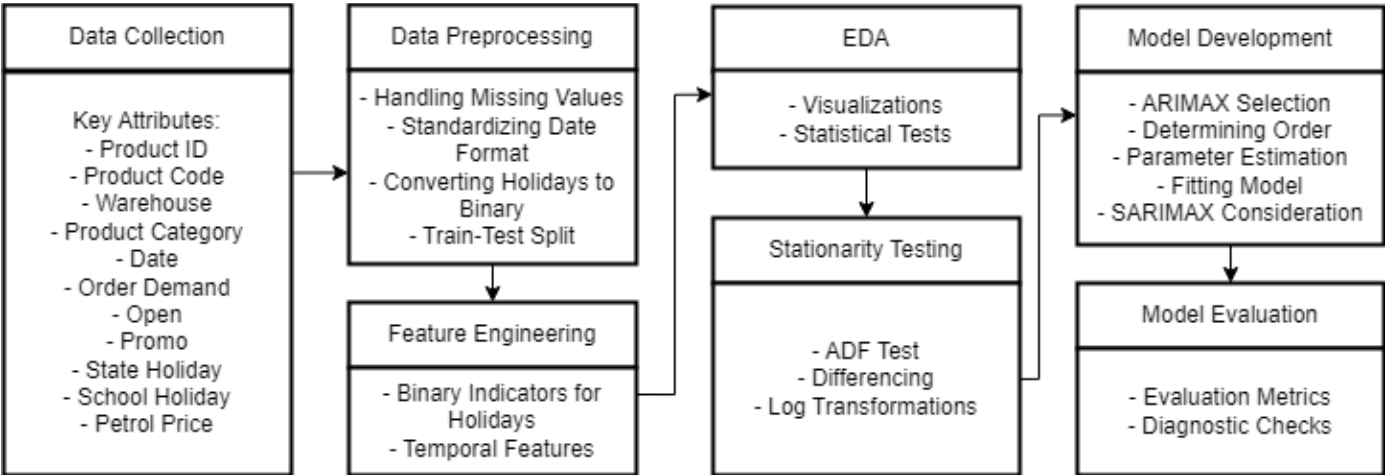 Data Collection
Key Attributes:
- Product ID
- Product Code
- Warehouse
- Product Category
- Date
- Order Demand
- Open
- Promo
- State Holiday
- School Holiday
- Petrol Price
Data Preprocessing
- Handling Missing Values
- Standardizing Date
Format
- Converting Holidays to
Binary
- Train-Test Split
Feature Engineering
- Binary Indicators for
Holidays
- Temporal Features
EDA
- Visualizations
- Statistical Tests
Stationarity Testing
- ADF Test
- Differencing
- Log Transformations
Model Development
- ARIMAX Selection
- Determining Order
- Parameter Estimation
- Fitting Model
- SARIMAX Consideration
Model Evaluation
- Evaluation Metrics
- Diagnostic Checks